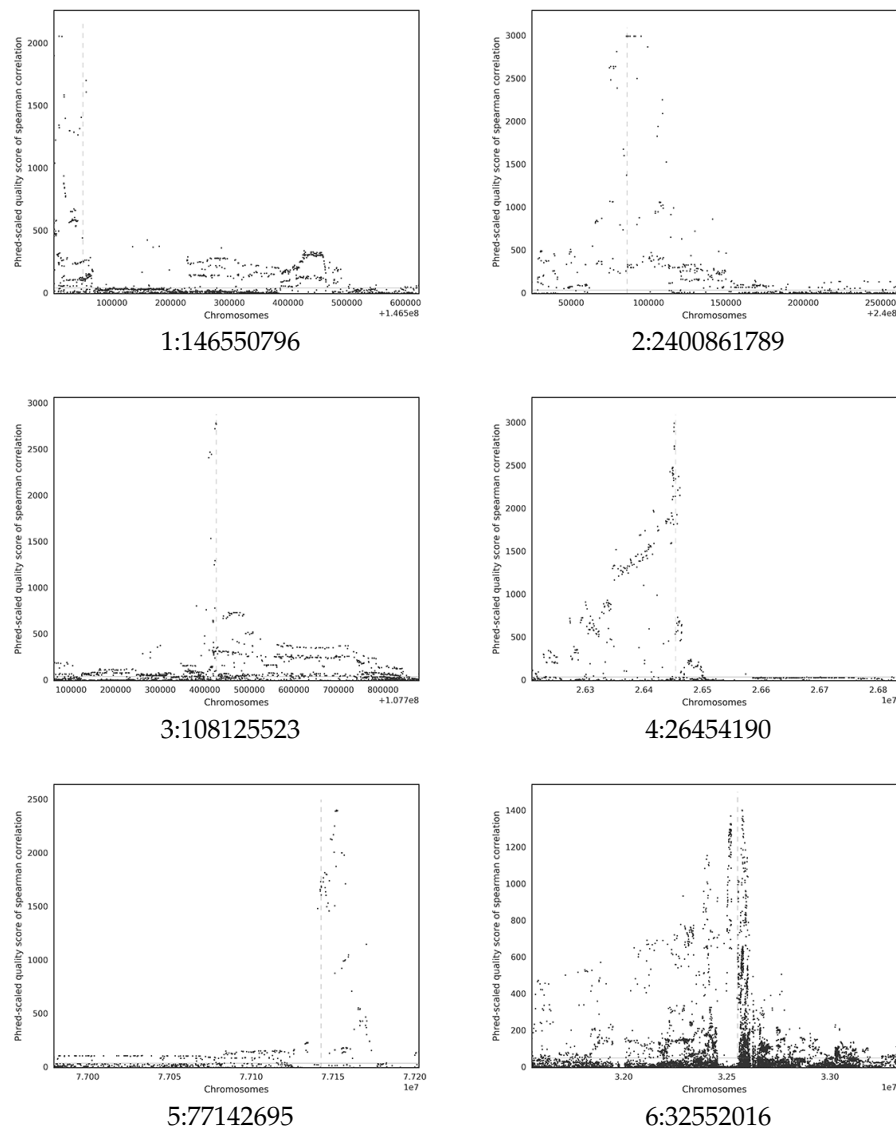 Phred-scaled quality score of spearman correlation
2000
1500
1000
500
0
100000 200000 300000 400000 500000 600000
Chromosomes
+1.465e8
1:146550796
Phred-scaled quality score of spearman correlation
3000
2500
2000
1500
1000
500
0
50000 100000 150000 200000 250000
Chromosomes
+2.4e8
2:2400861789
Phred-scaled quality score of spearman correlation
3000
2500
2000
1500
1000
500
0
100000 200000 300000 400000 500000 600000 700000 800000
Chromosomes
+1.077e8
3:108125523
Phred-scaled quality score of spearman correlation
3000
2500
2000
1500
1000
500
0
2.63 2.64 2.65 2.66 2.67 2.68
Chromosomes
1e7
4:26454190
Phred-scaled quality score of spearman correlation
2500
2000
1500
1000
500
0
7.700 7.705 7.710 7.715 7.720
Chromosomes
1e7
5:77142695
Phred-scaled quality score of spearman correlation
1400
1200
1000
800
600
400
200
0
3.20 3.25 3.30
Chromosomes
1e7
6:32552016